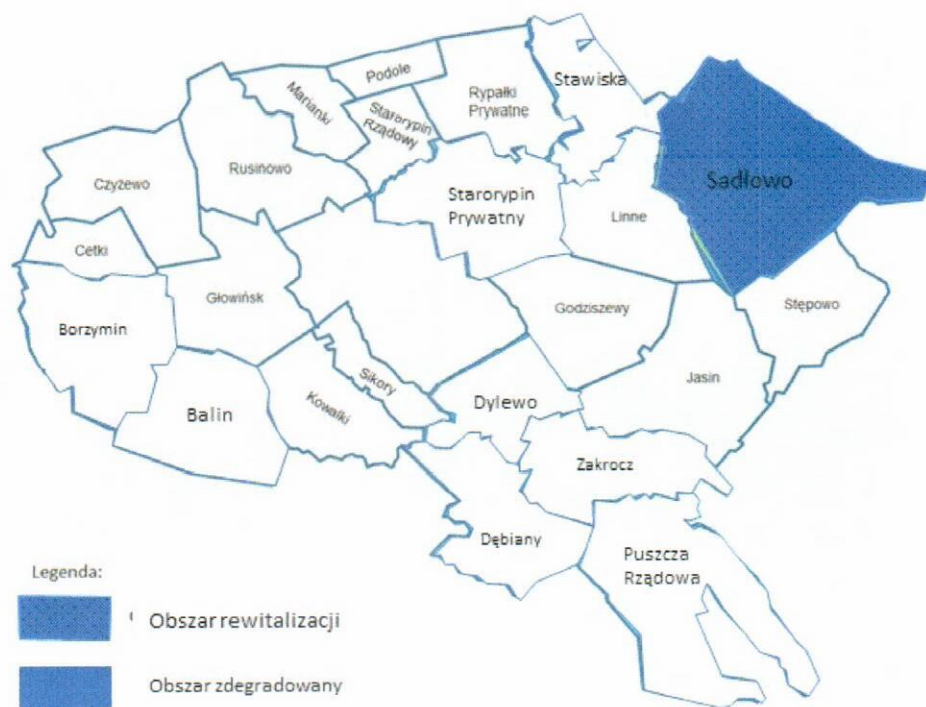 Podole
Stawiska
Marianki
Starorypin
Rządowy
Rypałki
Prywatne
Rusinowo
Czyżewo
Sadłowo
Starorypin
Prywatny
Linne
Cetki
Głowińsk
Godziszewy
Stępowo
Borzymin
Sikory
Jasin
Balin
Kowalki
Dylewo
Zakrocz
Dębiany
Puszcza
Rządowa
Legenda:
Obszar rewitalizacji
Obszar zdegradowany